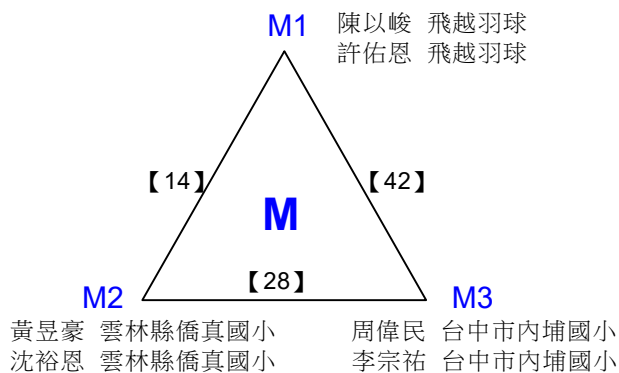 M1
陳以峻 飛越羽球
許佑恩 飛越羽球
【14】
【42】
M
【28】
M2
M3
黃昱豪 雲林縣僑真國小
沈裕恩 雲林縣僑真國小
周偉民 台中市內埔國小
李宗祐 台中市內埔國小